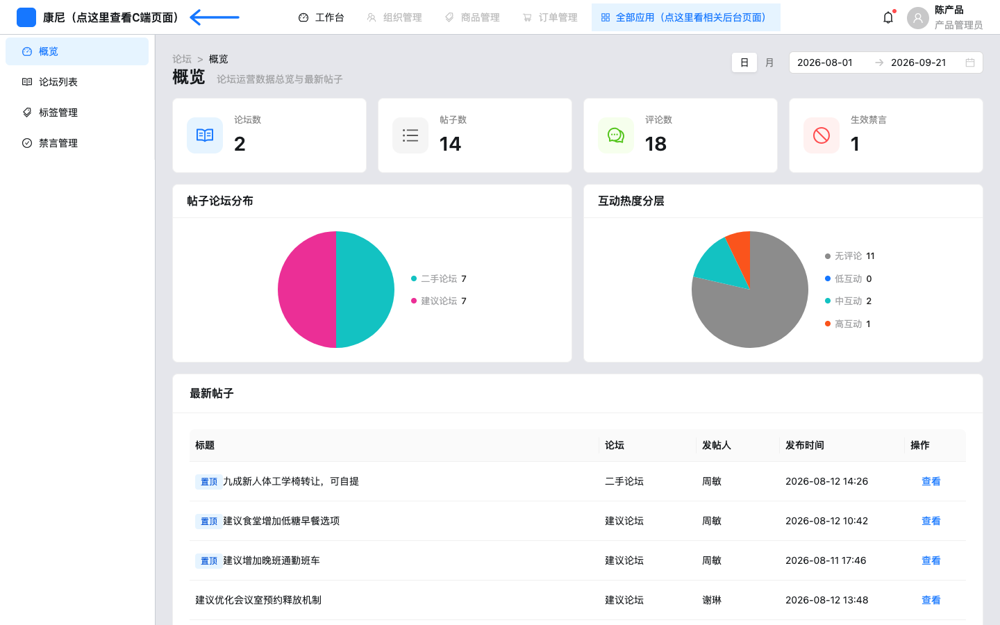 康尼（点这里查看C端页面）
工作台
组织管理
商品管理
订单管理
全部应用（点这里看相关后台页面）
陈产品
产品管理员
概览
论坛列表
标签管理
禁言管理
论坛 > 概览
概览 论坛运营数据总览与最新帖子
日 月
2026-08-01 2026-09-21
论坛数
2
帖子数
14
评论数
18
生效禁言
1
帖子论坛分布
二手论坛 7
建议论坛 7
互动热度分层
无评论 11
低互动 0
中互动 2
高互动 1
最新帖子
标题 论坛 发帖人 发布时间 操作
置顶 九成新人体工学椅转让，可自提 二手论坛 周敏 2026-08-12 14:26 查看
置顶 建议食堂增加低糖早餐选项 建议论坛 周敏 2026-08-12 10:42 查看
置顶 建议增加晚班通勤班车 建议论坛 周敏 2026-08-11 17:46 查看
建议优化会议室预约释放机制 建议论坛 谢琳 2026-08-12 13:48 查看